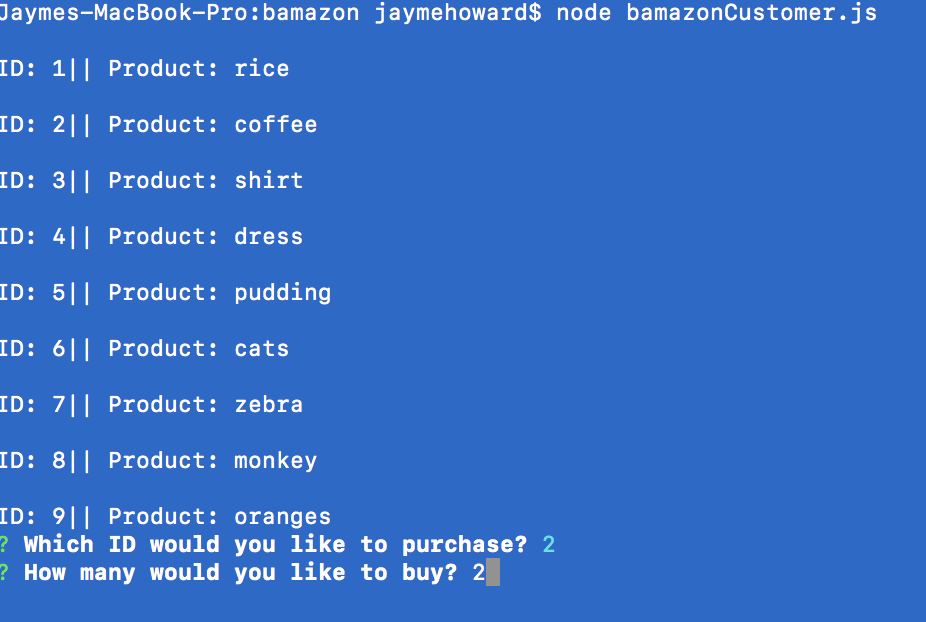 Jaymes-MacBook-Pro:bamazon jaymehoward$ node bamazonCustomer.js
ID: 1|| Product: rice
ID: 2|| Product: coffee
ID: 3|| Product: shirt
ID: 4|| Product: dress
ID: 5|| Product: pudding
ID: 6|| Product: cats
ID: 7|| Product: zebra
ID: 8|| Product: monkey
ID: 9|| Product: oranges
? Which ID would you like to purchase? 2
? How many would you like to buy? 2